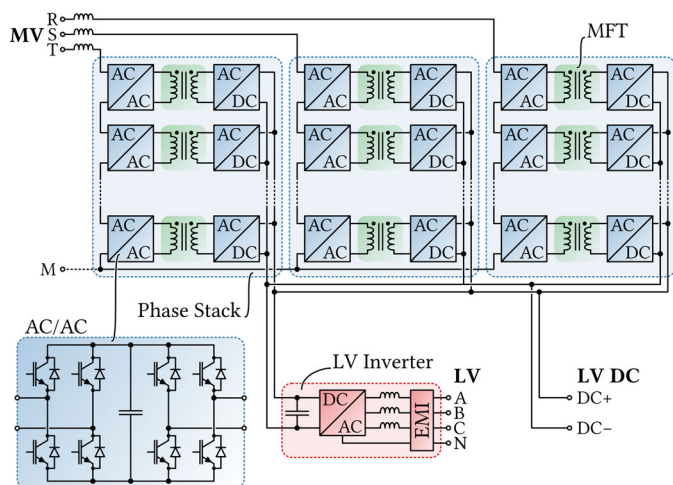 R
MV S
T
MFT
AC AC AC AC AC AC
AC DC AC DC AC DC
AC AC AC AC AC AC
AC DC AC DC AC DC
AC AC AC AC AC AC
AC DC AC DC AC DC
M
Phase Stack
AC/AC
LV Inverter
LV
LV DC
DC
AC
EMI
A
B
C
N
DC+
DC−